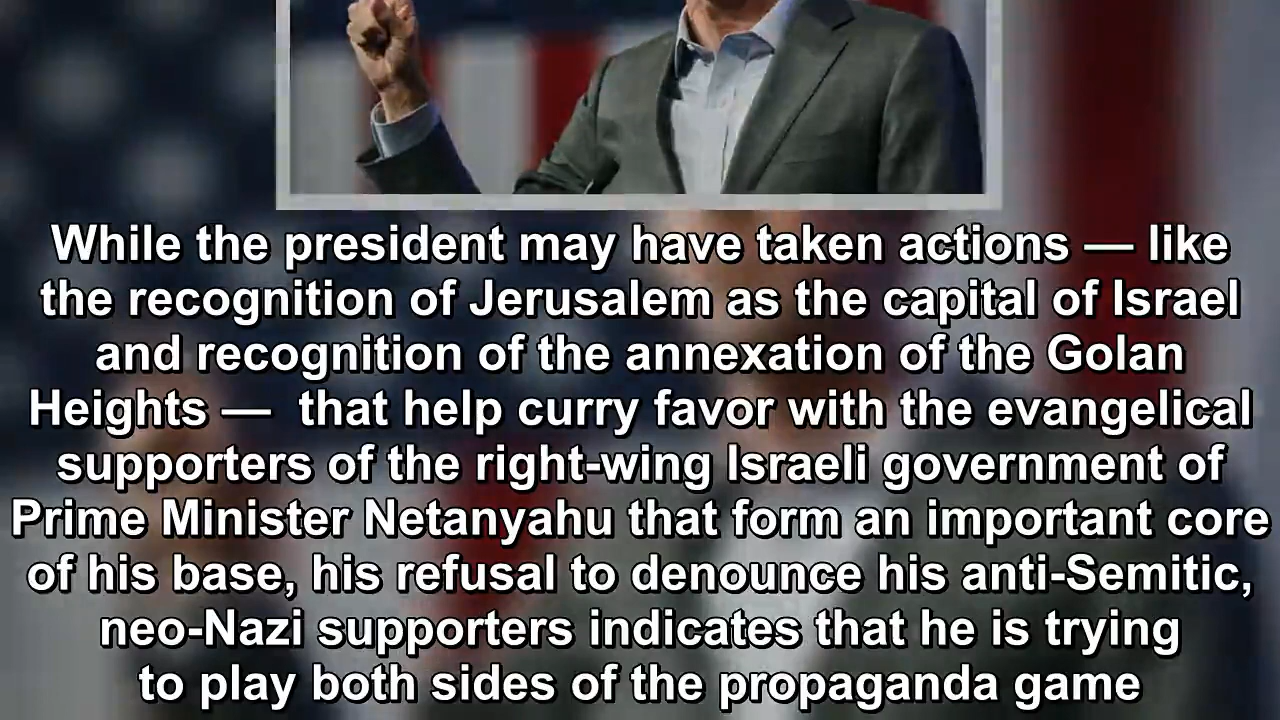 While the president may have taken actions — like
the recognition of Jerusalem as the capital of Israel
and recognition of the annexation of the Golan
Heights —  that help curry favor with the evangelical
supporters of the right-wing Israeli government of
Prime Minister Netanyahu that form an important core
of his base, his refusal to denounce his anti-Semitic,
neo-Nazi supporters indicates that he is trying
to play both sides of the propaganda game